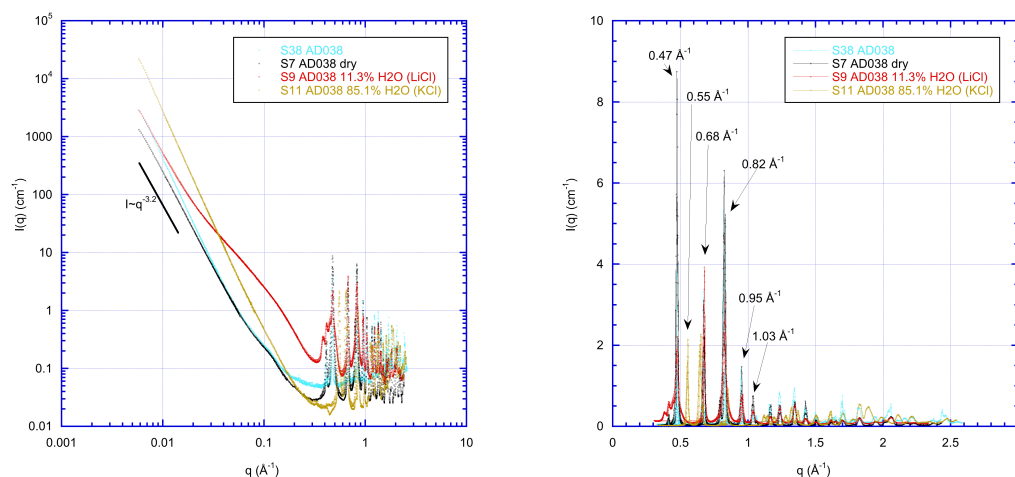 10⁵
10⁴
1000
100
10
1
0.1
0.01
0.001
0.01
0.1
1
10
I(q) (cm⁻¹)
q (Å⁻¹)
S38 AD038
S7 AD038 dry
S9 AD038 11.3% H2O (LiCl)
S11 AD038 85.1% H2O (KCl)
I~q⁻³·²
10
8
6
4
2
0
0
0.5
1
1.5
2
2.5
I(q) (cm⁻¹)
q (Å⁻¹)
S38 AD038
S7 AD038 dry
S9 AD038 11.3% H2O (LiCl)
S11 AD038 85.1% H2O (KCl)
0.47 Å⁻¹
0.55 Å⁻¹
0.68 Å⁻¹
0.82 Å⁻¹
0.95 Å⁻¹
1.03 Å⁻¹